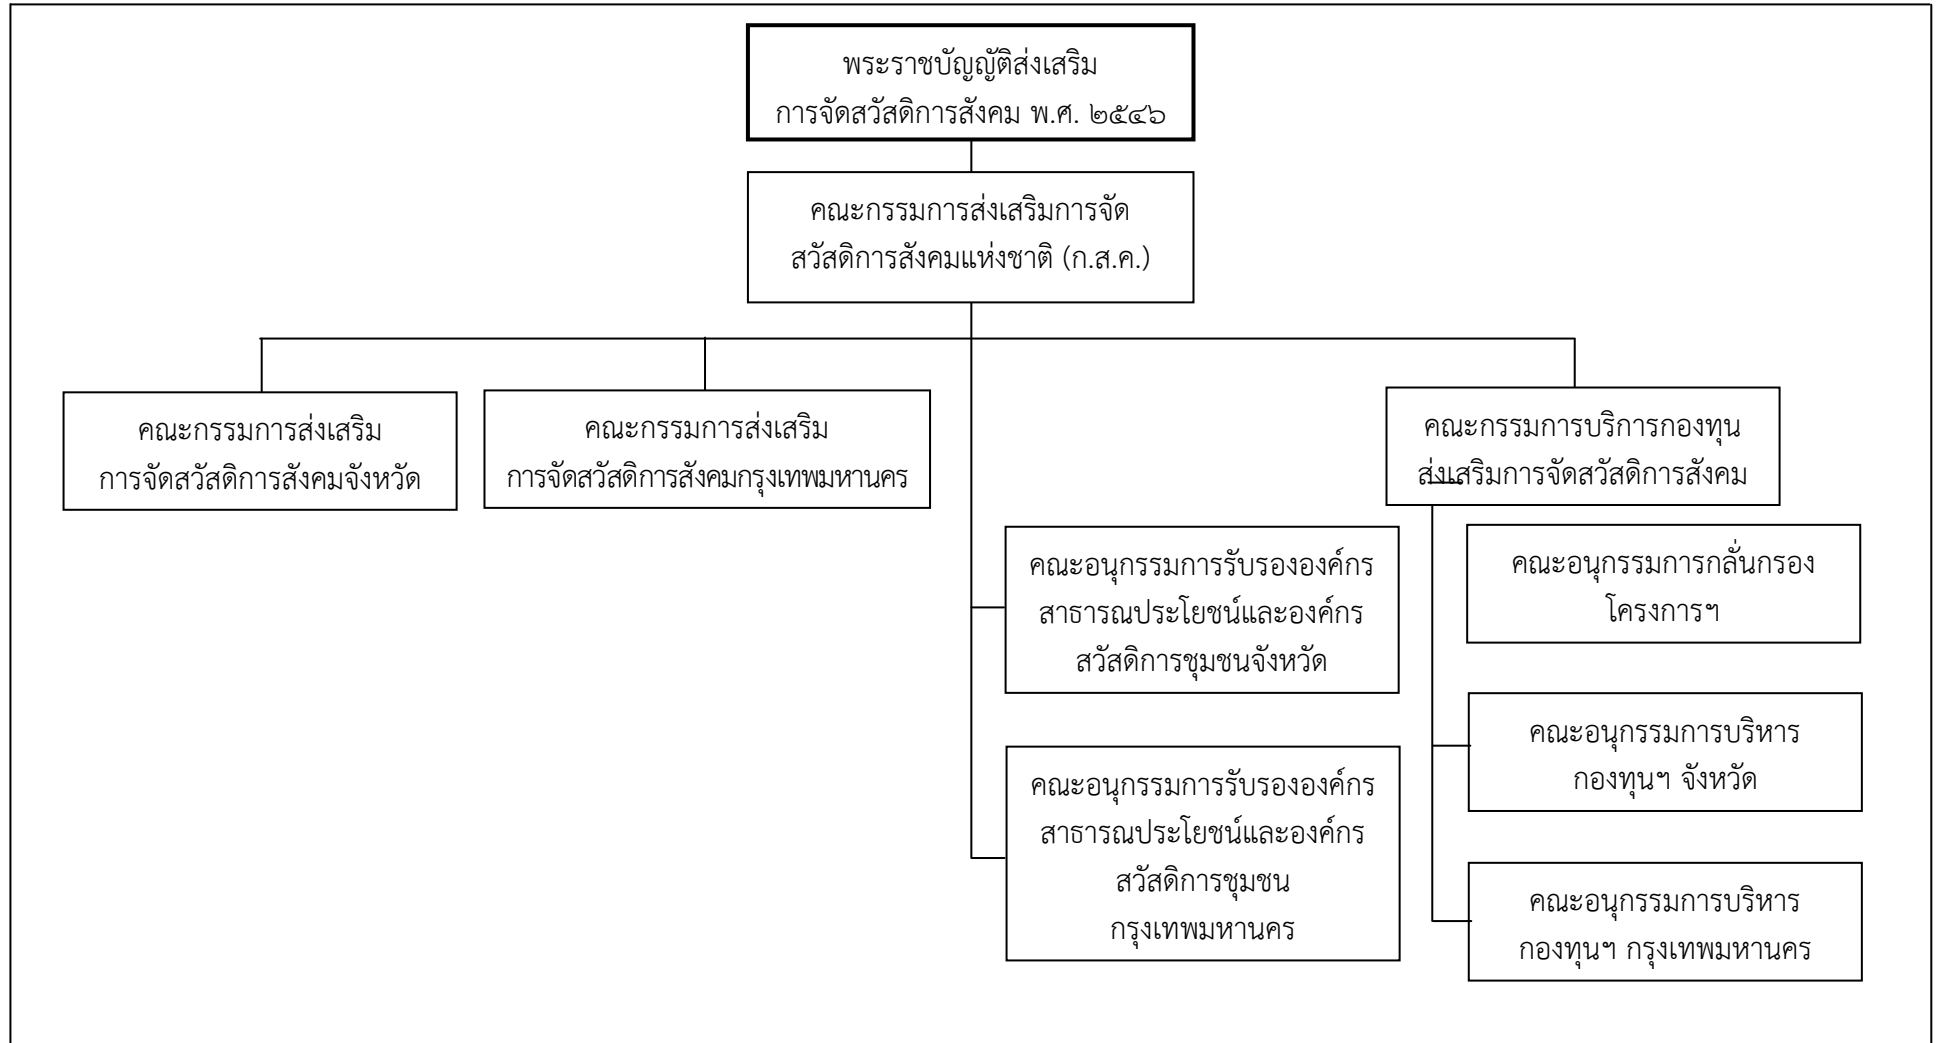 พระราชบัญญัติส่งเสริม
การจัดสวัสดิการสังคม พ.ศ. ๒๕๔๖
คณะกรรมการส่งเสริมการจัด
สวัสดิการสังคมแห่งชาติ (ก.ส.ค.)
คณะกรรมการส่งเสริม
การจัดสวัสดิการสังคมจังหวัด
คณะกรรมการส่งเสริม
การจัดสวัสดิการสังคมกรุงเทพมหานคร
คณะกรรมการบริการกองทุน
ส่งเสริมการจัดสวัสดิการสังคม
คณะอนุกรรมการรับรององค์กร
สาธารณประโยชน์และองค์กร
สวัสดิการชุมชนจังหวัด
คณะอนุกรรมการรับรององค์กร
สาธารณประโยชน์และองค์กร
สวัสดิการชุมชน
กรุงเทพมหานคร
คณะอนุกรรมการกลั่นกรอง
โครงการฯ
คณะอนุกรรมการบริหาร
กองทุนฯ จังหวัด
คณะอนุกรรมการบริหาร
กองทุนฯ กรุงเทพมหานคร